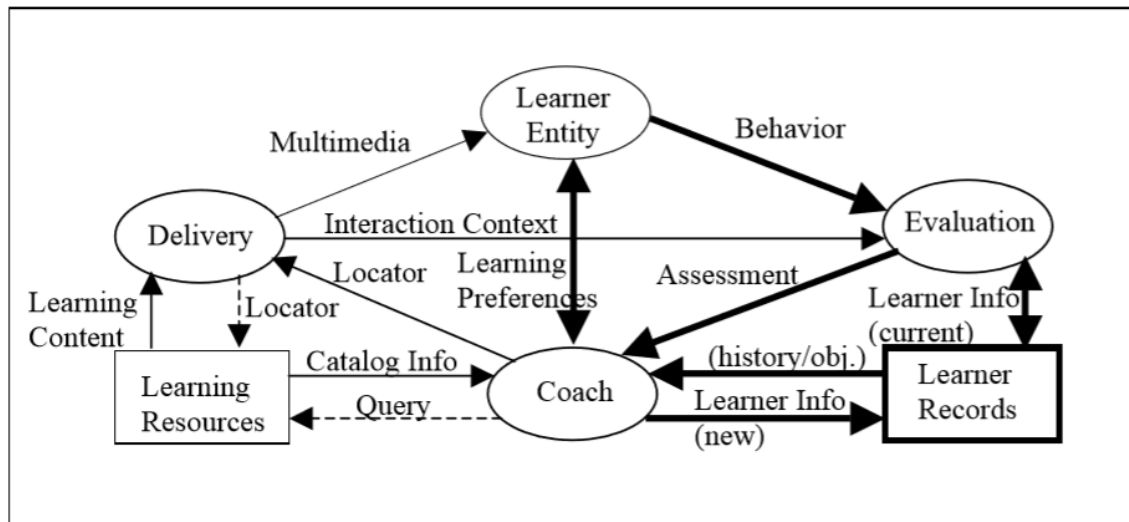 Learner
Entity
Multimedia
Behavior
Delivery
Interaction Context
Evaluation
Locator
Learning
Preferences
Assessment
Learning
Content
Locator
Learner Info
(current)
Learning
Resources
Catalog Info
Query
Coach
(history/obj.)
Learner Info
(new)
Learner
Records